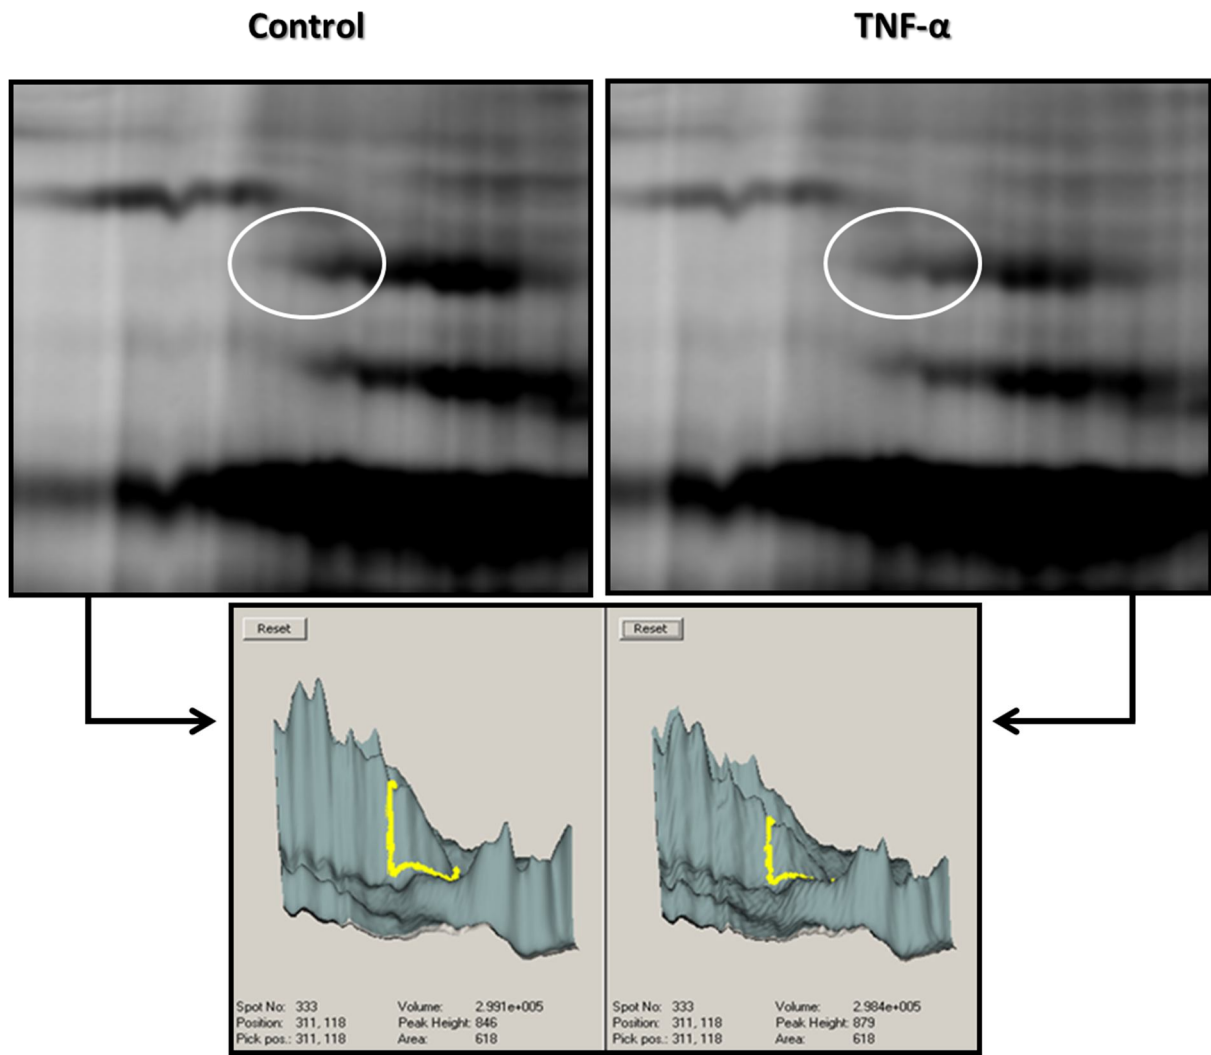 Control
TNF-α
Reset
Reset
Spot No: 333 Volume: 2.991e+005
Position: 311, 118 Peak Height: 846
Pick pos.: 311, 118 Area: 618
Spot No: 333 Volume: 2.984e+005
Position: 311, 118 Peak Height: 879
Pick pos.: 311, 118 Area: 618